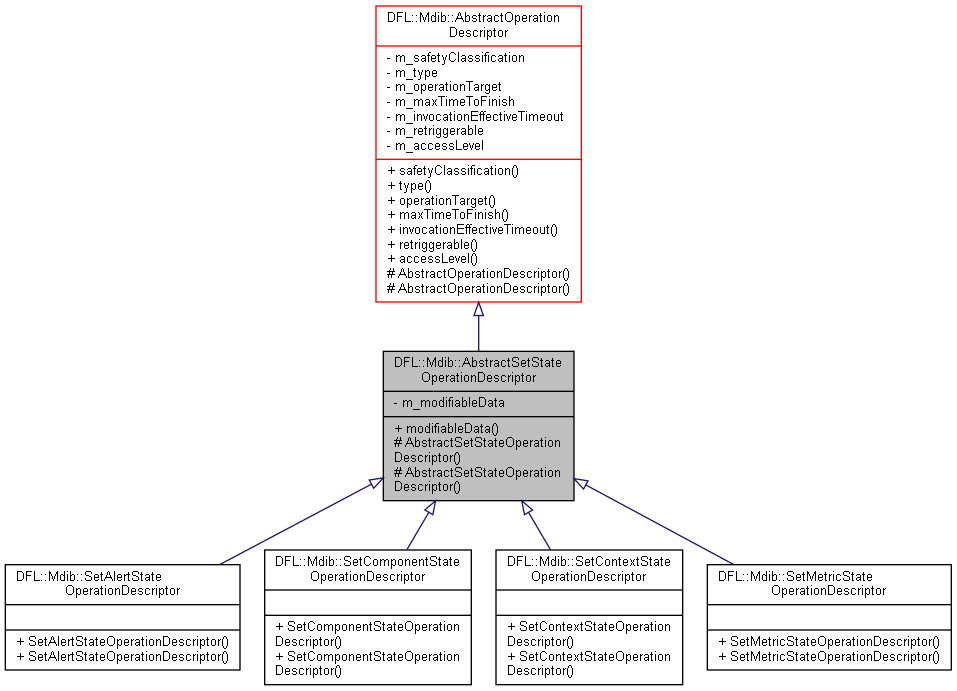 DFL::Mdib::AbstractOperation
Descriptor
- m_safetyClassification
- m_type
- m_operationTarget
- m_maxTimeToFinish
- m_invocationEffectiveTimeout
- m_retriggerable
- m_accessLevel
+ safetyClassification()
+ type()
+ operationTarget()
+ maxTimeToFinish()
+ invocationEffectiveTimeout()
+ retriggerable()
+ accessLevel()
# AbstractOperationDescriptor()
# AbstractOperationDescriptor()
DFL::Mdib::AbstractSetState
OperationDescriptor
- m_modifiableData
+ modifiableData()
# AbstractSetStateOperation
Descriptor()
# AbstractSetStateOperation
Descriptor()
DFL::Mdib::SetAlertState
OperationDescriptor
+ SetAlertStateOperationDescriptor()
+ SetAlertStateOperationDescriptor()
DFL::Mdib::SetComponentState
OperationDescriptor
+ SetComponentStateOperation
Descriptor()
+ SetComponentStateOperation
Descriptor()
DFL::Mdib::SetContextState
OperationDescriptor
+ SetContextStateOperation
Descriptor()
+ SetContextStateOperation
Descriptor()
DFL::Mdib::SetMetricState
OperationDescriptor
+ SetMetricStateOperationDescriptor()
+ SetMetricStateOperationDescriptor()